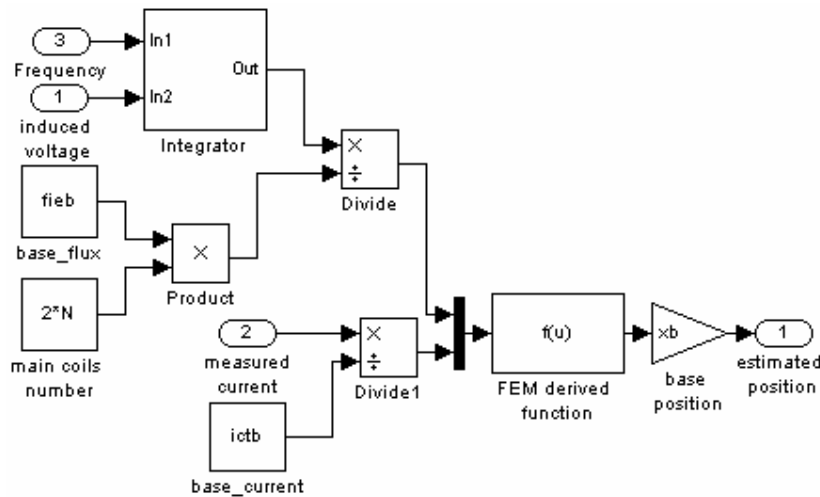 3
In1
Frequency
Out
1
In2
induced
voltage
Integrator
×
÷
Divide
fieb
base_flux
×
Product
2*N
main coils
number
2
measured
current
×
÷
Divide1
f(u)
FEM derived
function
xb
base
position
1
estimated
position
ictb
base_current